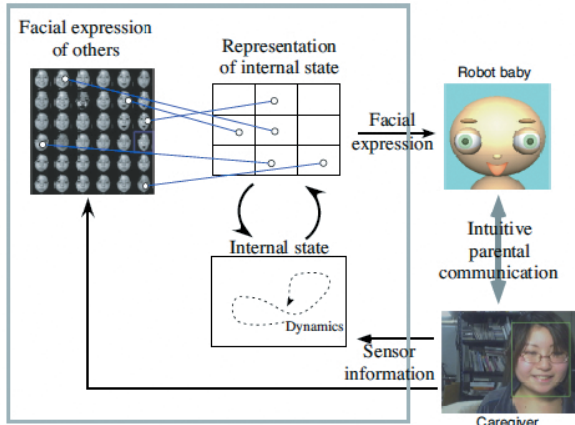 Facial expression
of others
Representation
of internal state
Robot baby
Facial
expression
Internal state
Dynamics
Intuitive
parental
communication
Sensor
information
Caregiver